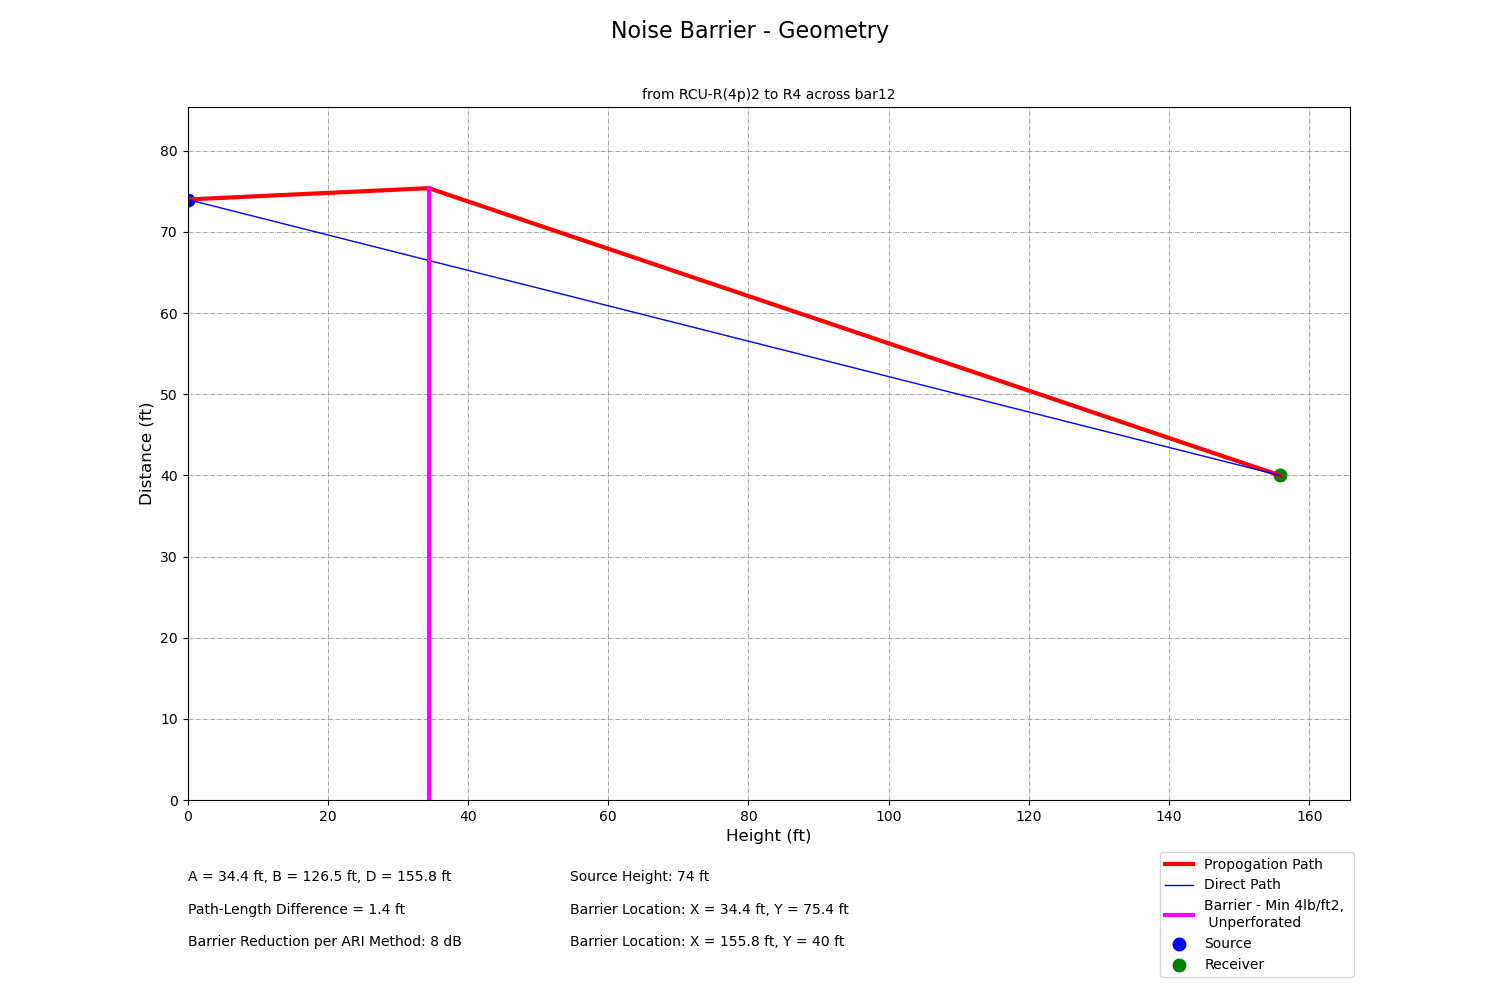 Noise Barrier - Geometry
from RCU-R(4p)2 to R4 across bar12
80
70
60
50
40
30
20
10
0
Distance (ft)
0 20 40 60 80 100 120 140 160
Height (ft)
A = 34.4 ft, B = 126.5 ft, D = 155.8 ft
Path-Length Difference = 1.4 ft
Barrier Reduction per ARI Method: 8 dB
Source Height: 74 ft
Barrier Location: X = 34.4 ft, Y = 75.4 ft
Barrier Location: X = 155.8 ft, Y = 40 ft
Propogation Path
Direct Path
Barrier - Min 4lb/ft2,
Unperforated
Source
Receiver